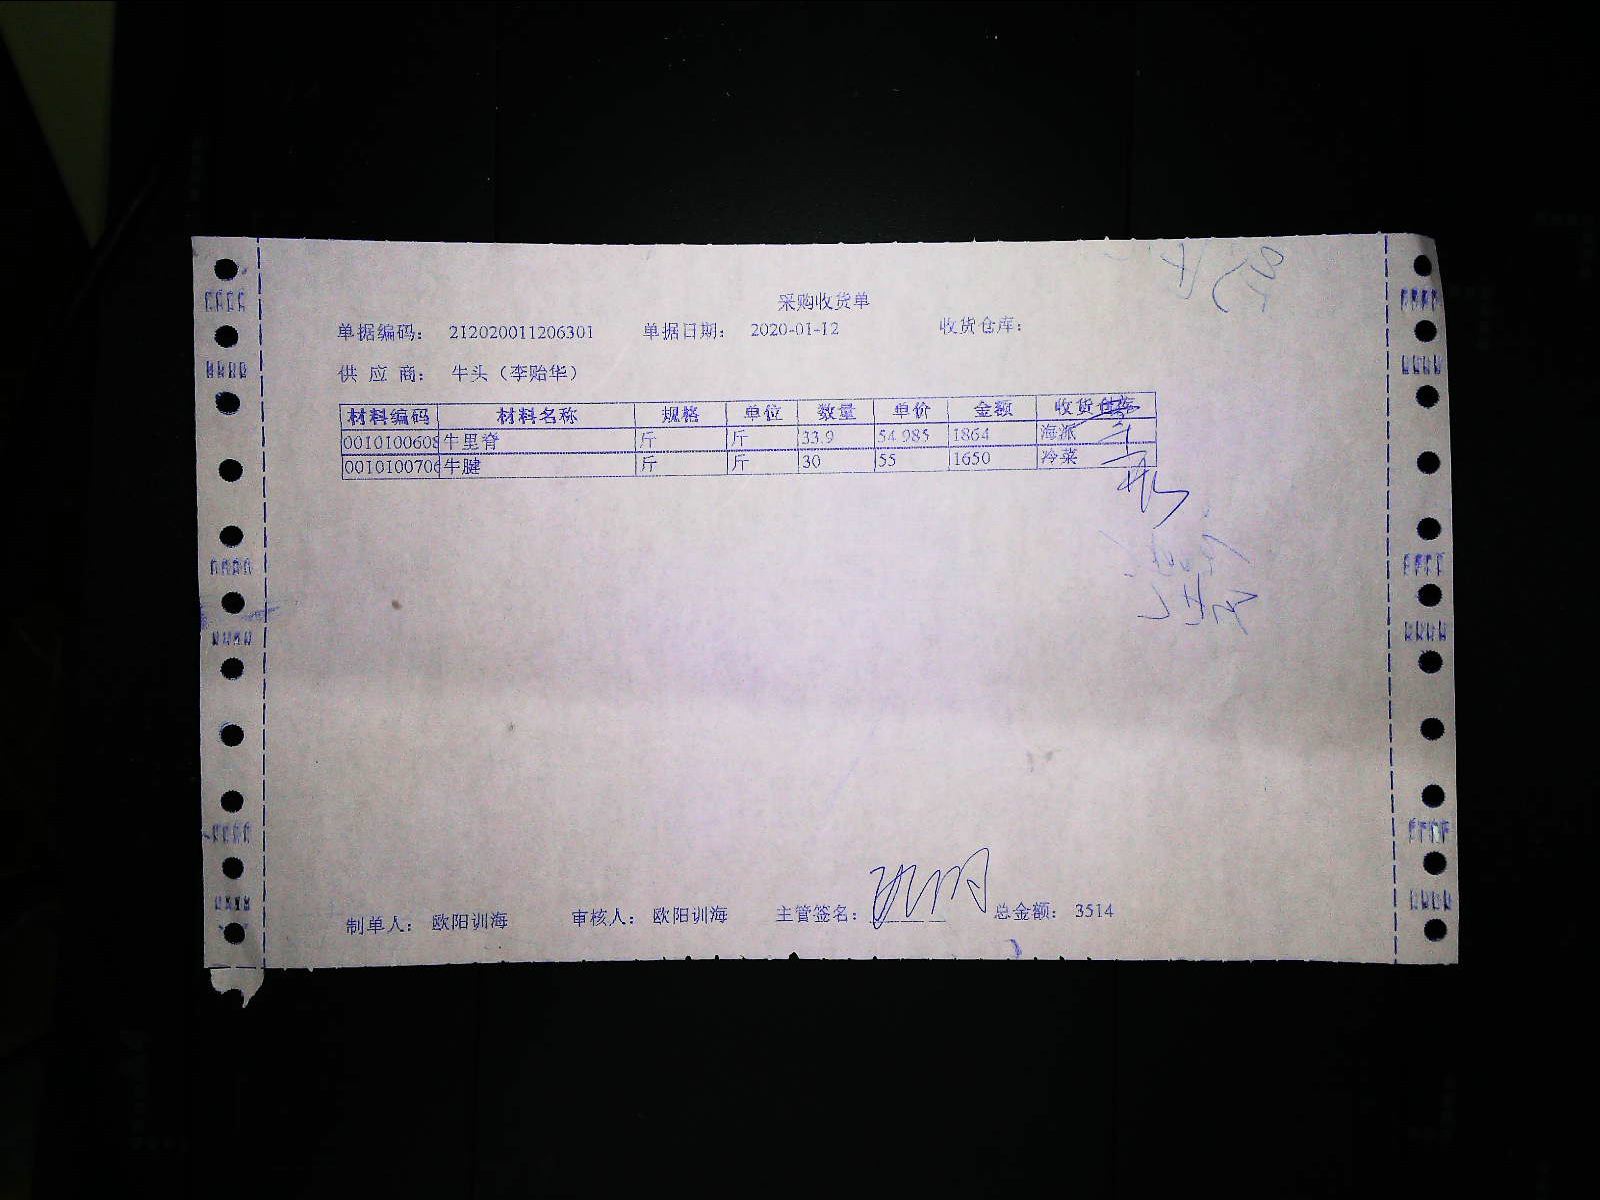 采购收货单
单据编码： 212020011206301 单据日期： 2020-01-12 收货仓库：
供 应 商： 牛头（李贻华）
材料编码 材料名称 规格 单位 数量 单价 金额 收货仓库
0010100608 牛里脊 斤 斤 33.9 54.985 1864 海派
0010100706 牛腱 斤 斤 30 55 1650 冷菜
制单人： 欧阳训海 审核人： 欧阳训海 主管签名： 总金额： 3514